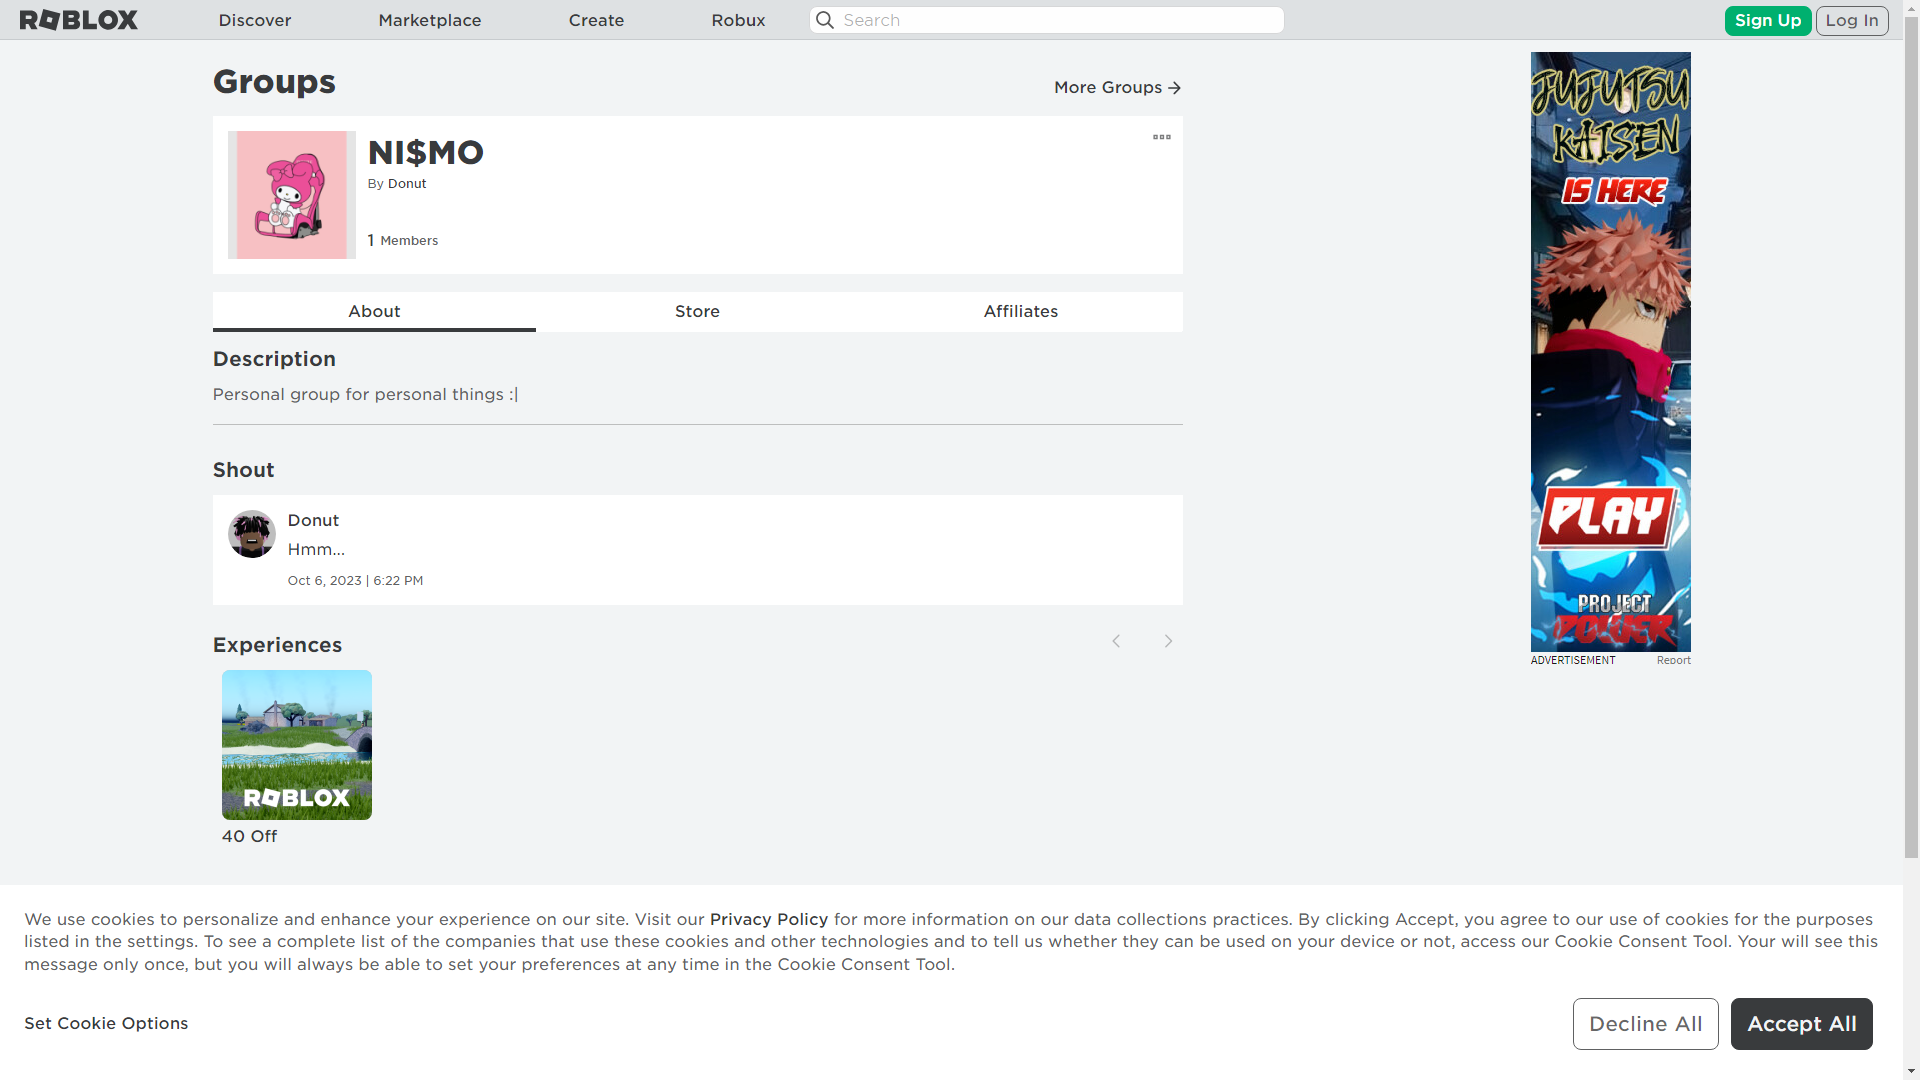 ROBLOX
Discover
Marketplace
Create
Robux
Search
Sign Up
Log In
Groups
More Groups
NI$MO
By Donut
1 Members
About
Store
Affiliates
Description
Personal group for personal things :|
Shout
Donut
Hmm...
Oct 6, 2023 | 6:22 PM
Experiences
ROBLOX
40 Off
JUJUTSU
KAISEN
IS HERE
PLAY
PROJECT
POWER
ADVERTISEMENT
Report
We use cookies to personalize and enhance your experience on our site. Visit our Privacy Policy for more information on our data collections practices. By clicking Accept, you agree to our use of cookies for the purposes
listed in the settings. To see a complete list of the companies that use these cookies and other technologies and to tell us whether they can be used on your device or not, access our Cookie Consent Tool. Your will see this
message only once, but you will always be able to set your preferences at any time in the Cookie Consent Tool.
Set Cookie Options
Decline All
Accept All